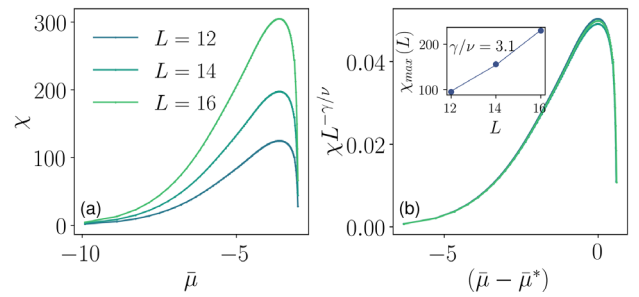 300
200
100
0
χ
L = 12
L = 14
L = 16
(a)
−10
−5
μ̄
χL^{−γ/ν}
0.04
0.02
0.00
χ_{max}(L)
200
100
γ/ν = 3.1
12
14
16
L
(b)
−5
0
(μ̄ − μ̄*)